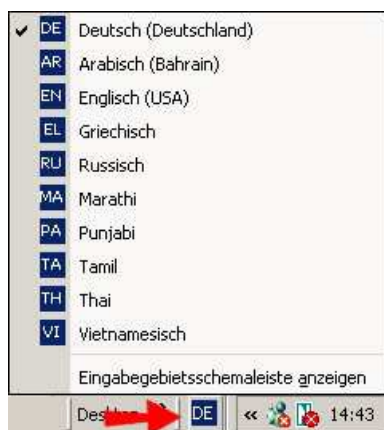 DE Deutsch (Deutschland)
AR Arabisch (Bahrain)
EN Englisch (USA)
EL Griechisch
RU Russisch
MA Marathi
PA Punjabi
TA Tamil
TH Thai
VI Vietnamesisch
Eingabegebietsschemaleiste anzeigen
DE « 14:43